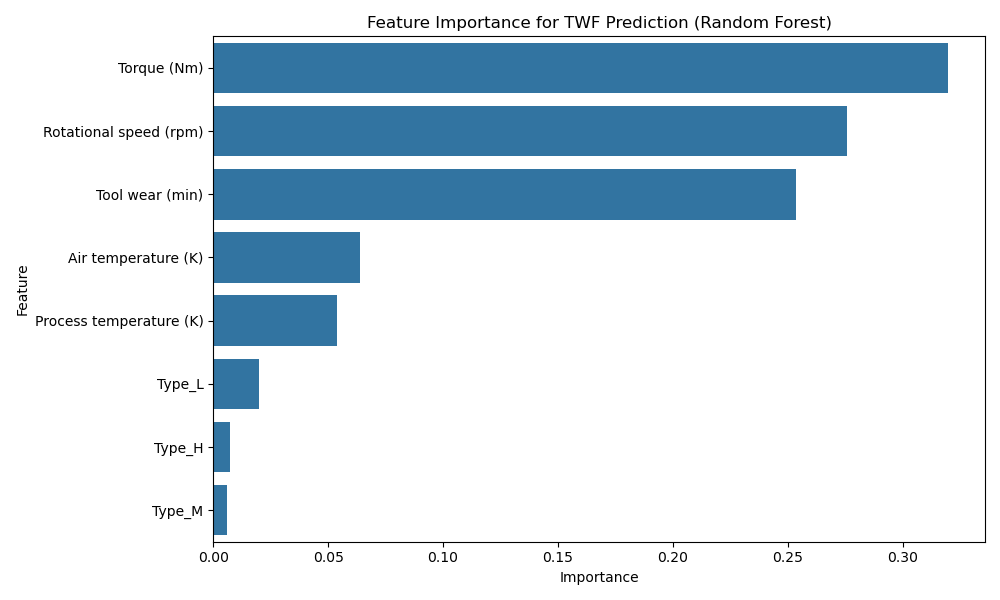 Feature Importance for TWF Prediction (Random Forest)
Feature
Torque (Nm)
Rotational speed (rpm)
Tool wear (min)
Air temperature (K)
Process temperature (K)
Type_L
Type_H
Type_M
0.00 0.05 0.10 0.15 0.20 0.25 0.30
Importance